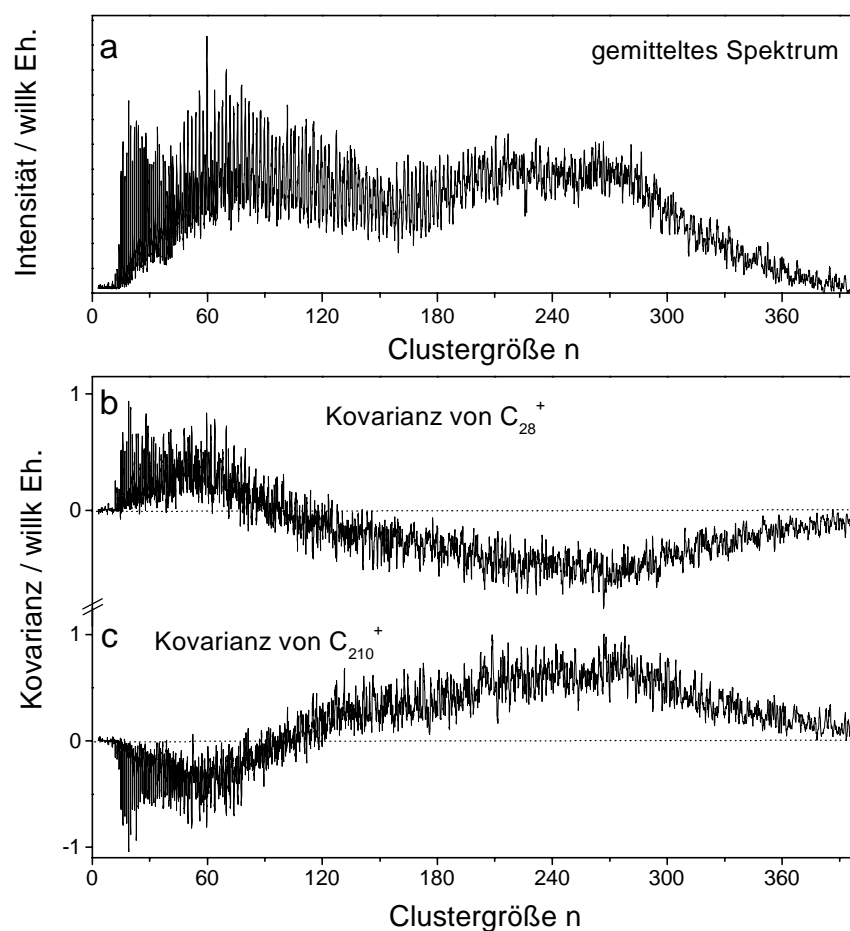 a
gemitteltes Spektrum
Intensität / willk Eh.
0 60 120 180 240 300 360
Clustergröße n
b
Kovarianz von C₂₈⁺
1
0
Kovarianz / willk Eh.
c
Kovarianz von C₂₁₀⁺
1
0
-1
0 60 120 180 240 300 360
Clustergröße n